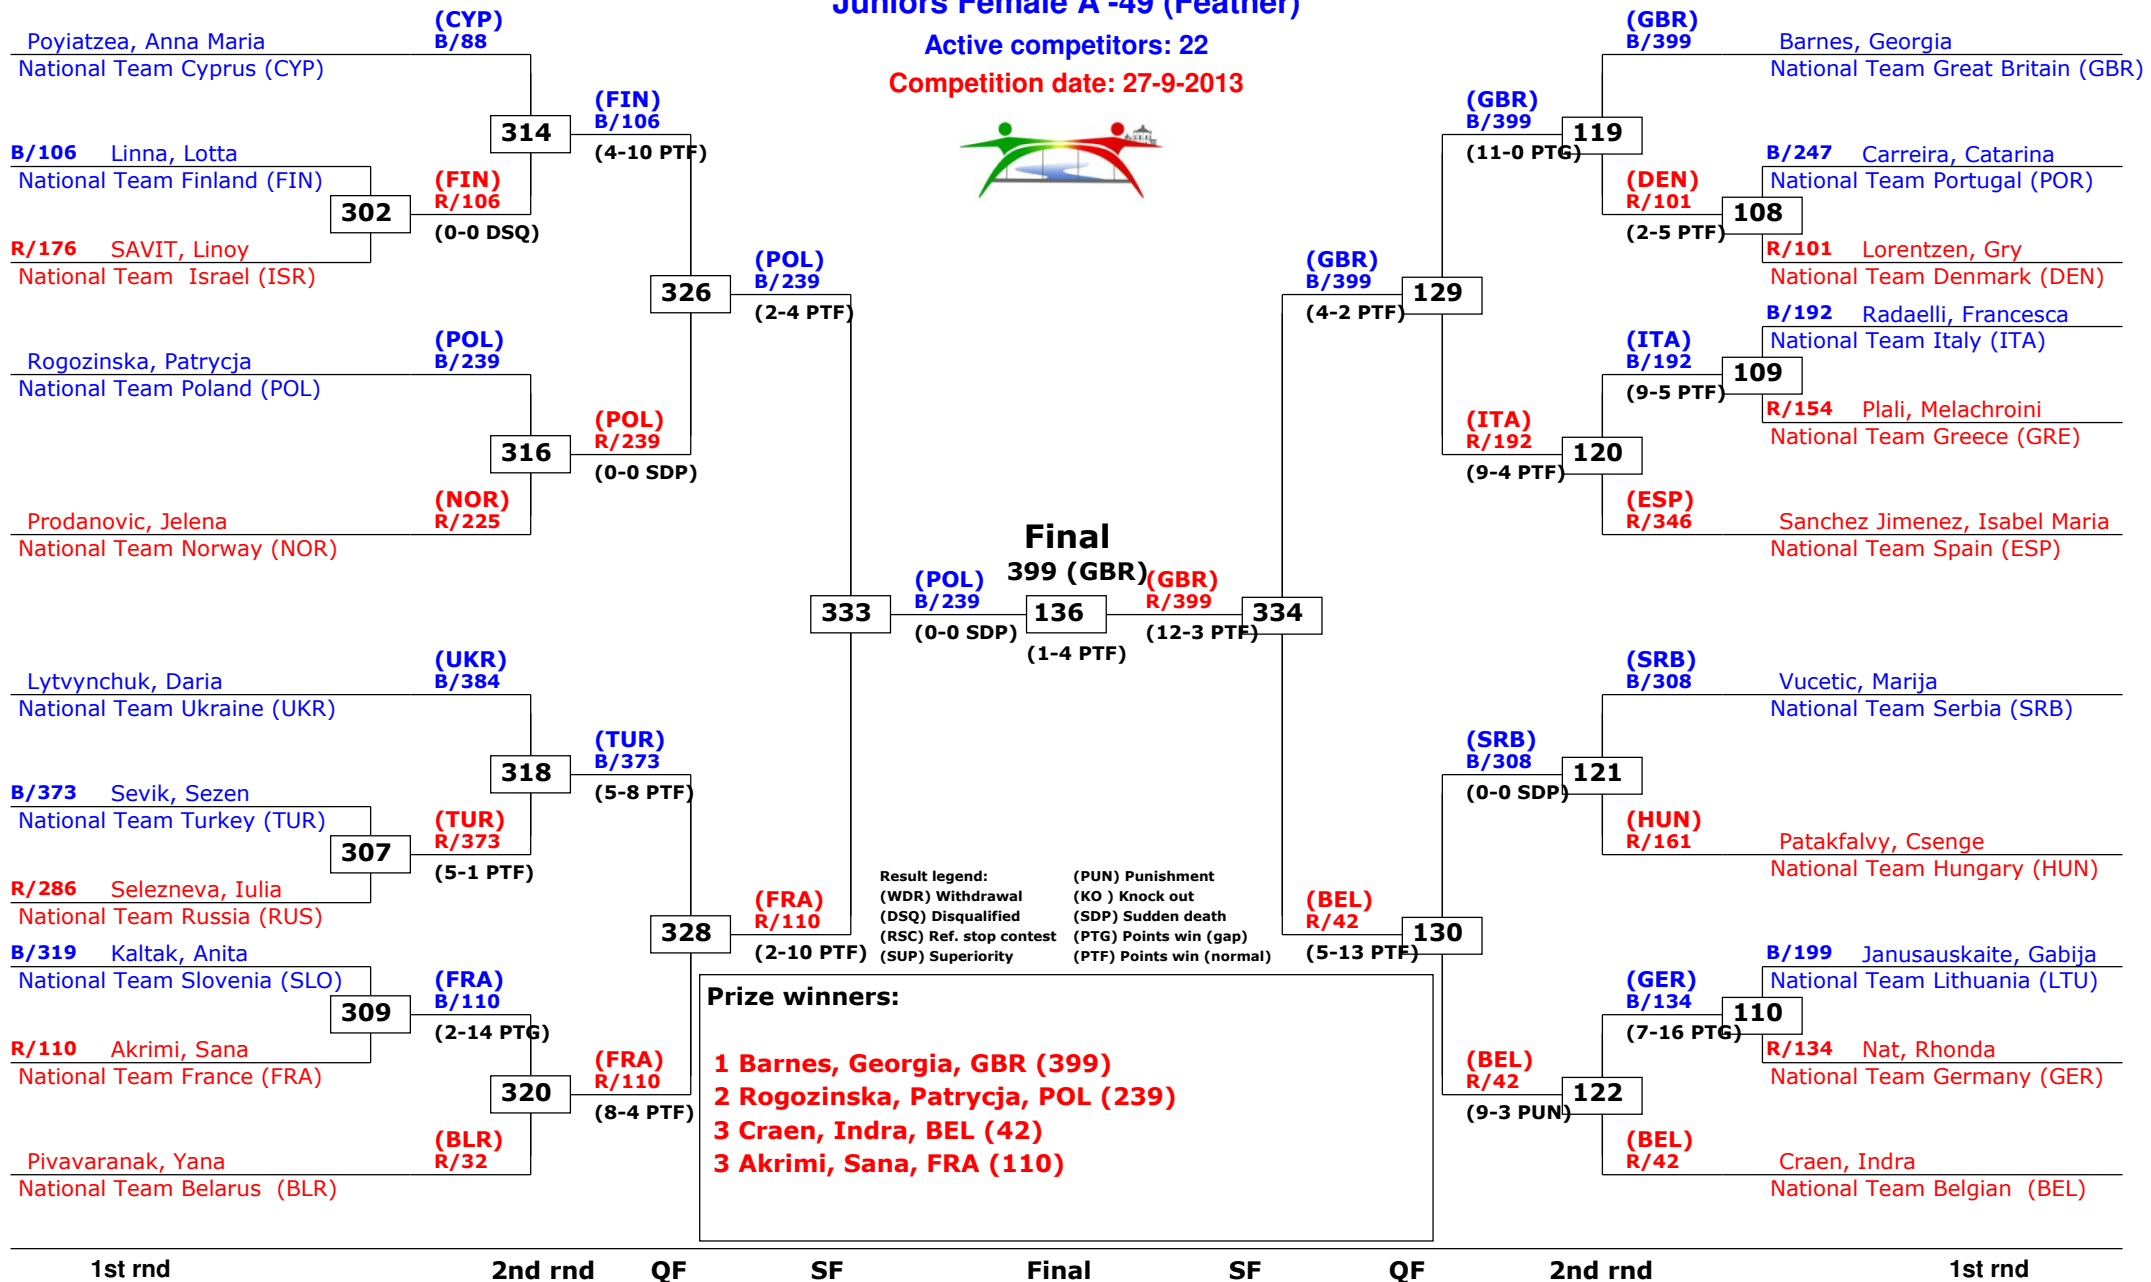 Juniors Female A -49 (Feather)
Active competitors: 22
Competition date: 27-9-2013
Poyiatzea, Anna Maria
National Team Cyprus (CYP)
(CYP)
B/88
B/106 Linna, Lotta
National Team Finland (FIN)
302
R/176 SAVIT, Linoy
National Team Israel (ISR)
(FIN)
R/106
(0-0 DSQ)
314
(FIN)
B/106
(4-10 PTF)
Rogozinska, Patrycja
National Team Poland (POL)
(POL)
B/239
316
Prodanovic, Jelena
National Team Norway (NOR)
(NOR)
R/225
(POL)
R/239
(0-0 SDP)
326
(POL)
B/239
(2-4 PTF)
Lytvynchuk, Daria
National Team Ukraine (UKR)
(UKR)
B/384
B/373 Sevik, Sezen
National Team Turkey (TUR)
307
R/286 Selezneva, Iulia
National Team Russia (RUS)
(TUR)
R/373
(5-1 PTF)
318
(TUR)
B/373
(5-8 PTF)
B/319 Kaltak, Anita
National Team Slovenia (SLO)
309
R/110 Akrimi, Sana
National Team France (FRA)
(FRA)
B/110
(2-14 PTG)
320
Pivavaranak, Yana
National Team Belarus (BLR)
(BLR)
R/32
(FRA)
R/110
(8-4 PTF)
328
(FRA)
R/110
(2-10 PTF)
333
(POL)
B/239
(0-0 SDP)
Final
399 (GBR)
136
(1-4 PTF)
(GBR)
R/399
(12-3 PTF)
334
(GBR)
B/399
(4-2 PTF)
129
(GBR)
B/399
(11-0 PTG)
119
(GBR)
B/399
Barnes, Georgia
National Team Great Britain (GBR)
(DEN)
R/101
(2-5 PTF)
108
B/247 Carreira, Catarina
National Team Portugal (POR)
R/101 Lorentzen, Gry
National Team Denmark (DEN)
(ITA)
R/192
(9-4 PTF)
120
(ITA)
B/192
(9-5 PTF)
109
B/192 Radaelli, Francesca
National Team Italy (ITA)
R/154 Plali, Melachroini
National Team Greece (GRE)
(ESP)
R/346
Sanchez Jimenez, Isabel Maria
National Team Spain (ESP)
(BEL)
R/42
(5-13 PTF)
130
(SRB)
B/308
(0-0 SDP)
121
(SRB)
B/308
Vucetic, Marija
National Team Serbia (SRB)
(HUN)
R/161
Patakfalvy, Csenge
National Team Hungary (HUN)
(BEL)
R/42
(9-3 PUN)
122
(GER)
B/134
(7-16 PTG)
110
B/199 Janusauskaite, Gabija
National Team Lithuania (LTU)
R/134 Nat, Rhonda
National Team Germany (GER)
(BEL)
R/42
Craen, Indra
National Team Belgian (BEL)
Result legend:
(WDR) Withdrawal
(DSQ) Disqualified
(RSC) Ref. stop contest
(SUP) Superiority
(PUN) Punishment
(KO ) Knock out
(SDP) Sudden death
(PTG) Points win (gap)
(PTF) Points win (normal)
Prize winners:
1 Barnes, Georgia, GBR (399)
2 Rogozinska, Patrycja, POL (239)
3 Craen, Indra, BEL (42)
3 Akrimi, Sana, FRA (110)
1st rnd 2nd rnd QF SF Final SF QF 2nd rnd 1st rnd